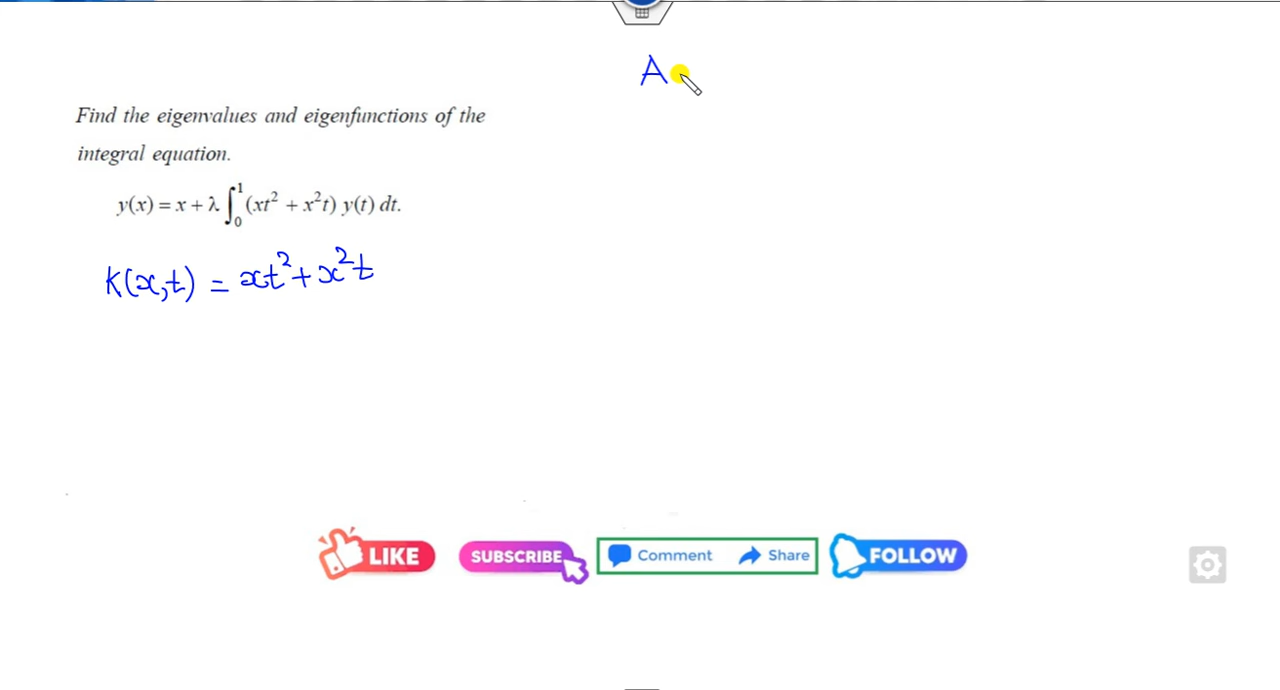 A
Find the eigenvalues and eigenfunctions of the
integral equation.
y(x) = x + λ ∫₀¹ (xt² + x²t) y(t) dt.
K(x,t) = xt² + x²t
LIKE
SUBSCRIBE
Comment Share
FOLLOW